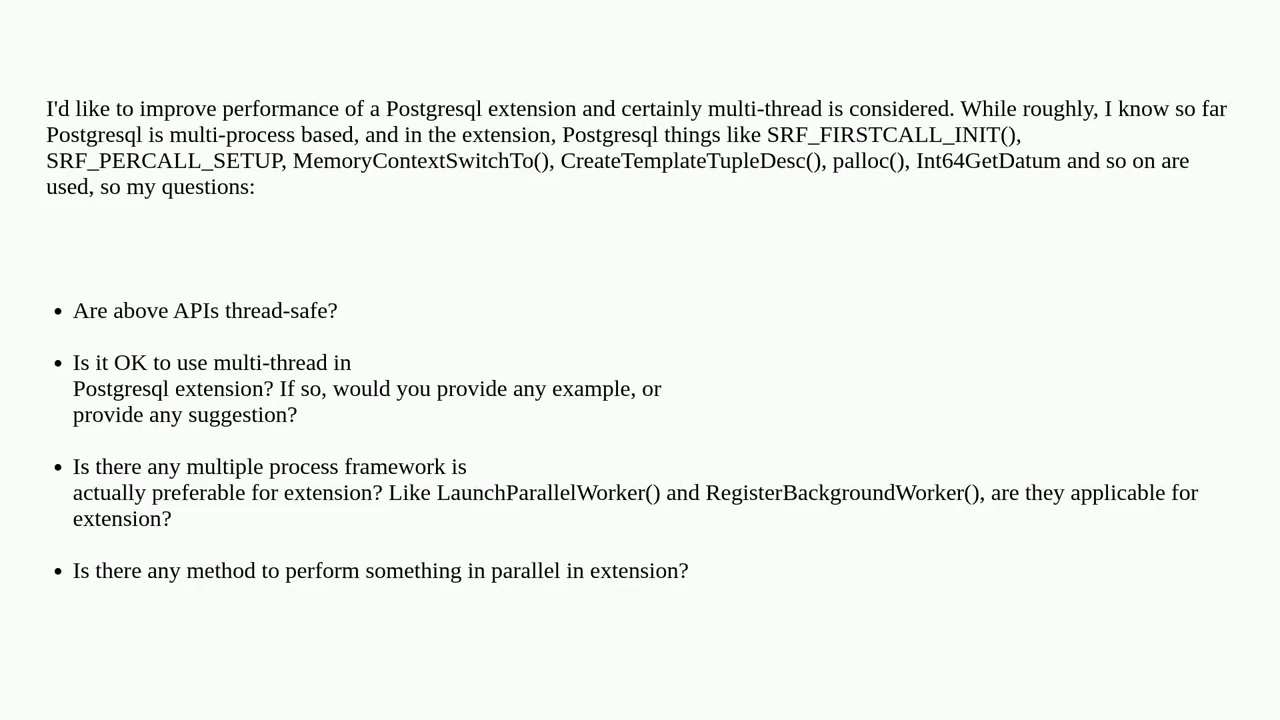 I'd like to improve performance of a Postgresql extension and certainly multi-thread is considered. While roughly, I know so far
Postgresql is multi-process based, and in the extension, Postgresql things like SRF_FIRSTCALL_INIT(),
SRF_PERCALL_SETUP, MemoryContextSwitchTo(), CreateTemplateTupleDesc(), palloc(), Int64GetDatum and so on are
used, so my questions:
• Are above APIs thread-safe?
• Is it OK to use multi-thread in
Postgresql extension? If so, would you provide any example, or
provide any suggestion?
• Is there any multiple process framework is
actually preferable for extension? Like LaunchParallelWorker() and RegisterBackgroundWorker(), are they applicable for
extension?
• Is there any method to perform something in parallel in extension?